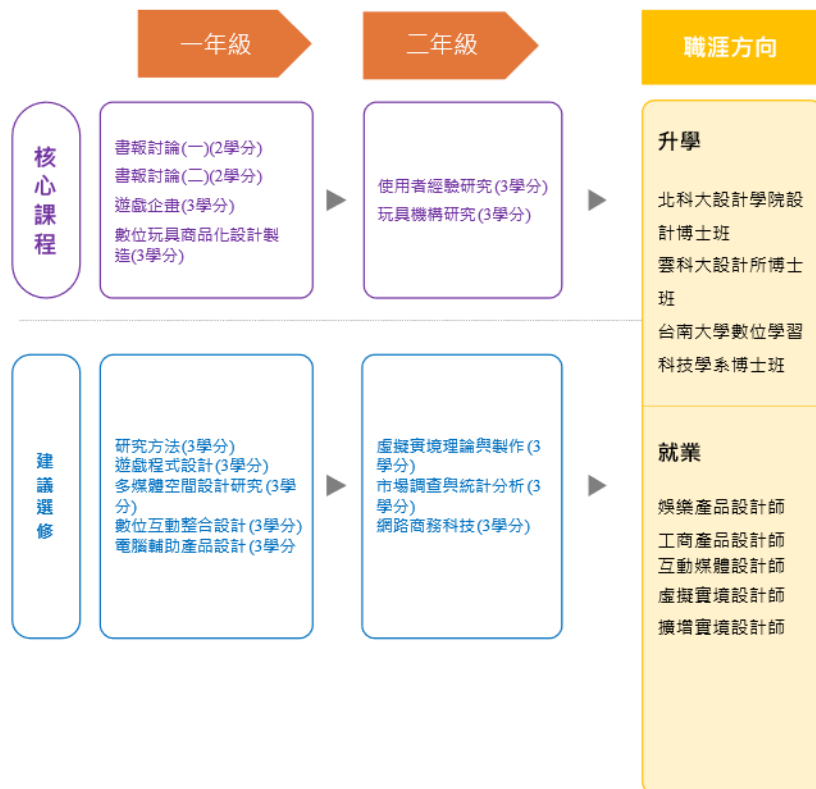 一年級
二年級
職涯方向
核心課程
書報討論(一)(2學分)
書報討論(二)(2學分)
遊戲企畫(3學分)
數位玩具商品化設計製
造(3學分)
使用者經驗研究(3學分)
玩具機構研究(3學分)
升學
北科大設計學院設
計博士班
雲科大設計所博士
班
台南大學數位學習
科技學系博士班
建議選修
研究方法(3學分)
遊戲程式設計(3學分)
多媒體空間設計研究(3學
分)
數位互動整合設計(3學分)
電腦輔助產品設計(3學分
虛擬實境理論與製作(3
學分)
市場調查與統計分析(3
學分)
網路商務科技(3學分)
就業
娛樂產品設計師
工商產品設計師
互動媒體設計師
虛擬實境設計師
擴增實境設計師